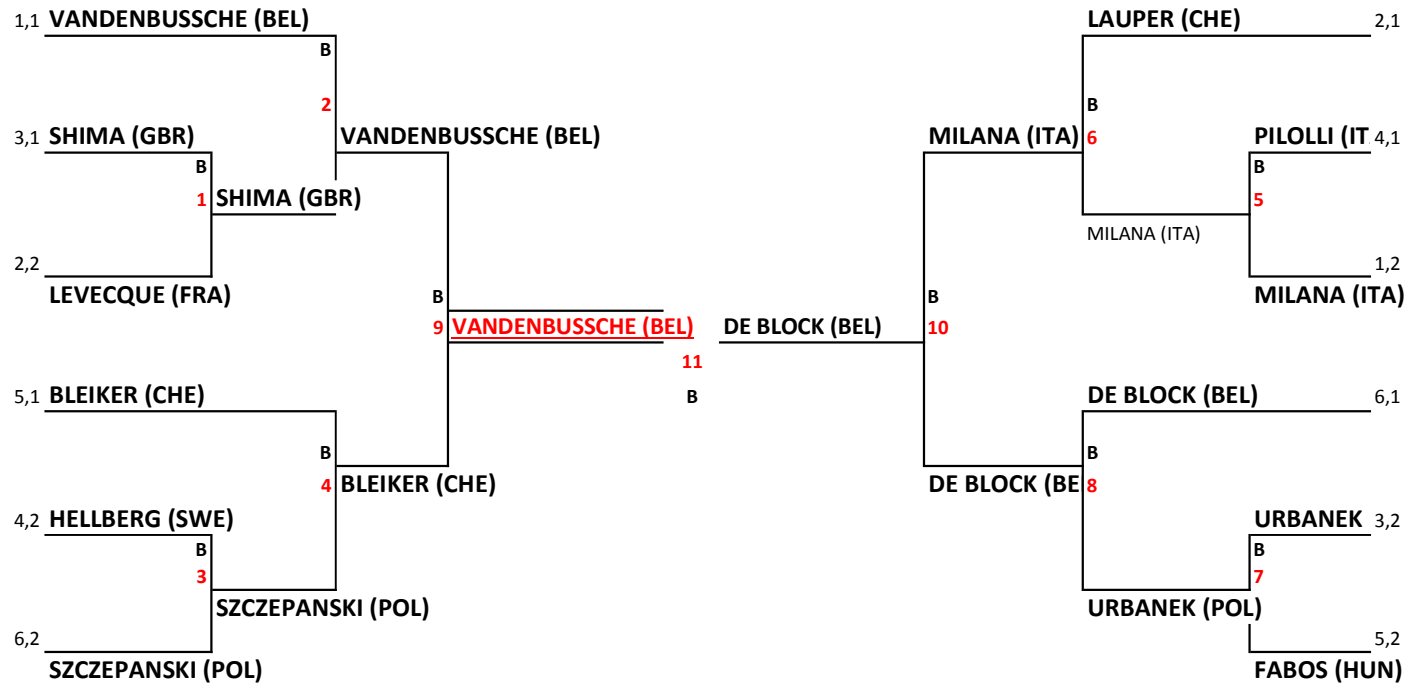 1,1 VANDENBUSSCHE (BEL)
LAUPER (CHE) 2,1
B
2
B
3,1 SHIMA (GBR)
VANDENBUSSCHE (BEL)
MILANA (ITA) 6
PILOLLI (IT 4,1
B
B
1 SHIMA (GBR)
5
MILANA (ITA)
2,2
1,2
LEVECQUE (FRA)
MILANA (ITA)
B
B
9 VANDENBUSSCHE (BEL)
DE BLOCK (BEL)
10
11
B
5,1 BLEIKER (CHE)
DE BLOCK (BEL) 6,1
B
B
4 BLEIKER (CHE)
DE BLOCK (BE 8
4,2 HELLBERG (SWE)
URBANEK 3,2
B
B
3
7
SZCZEPANSKI (POL)
URBANEK (POL)
6,2
5,2
SZCZEPANSKI (POL)
FABOS (HUN)